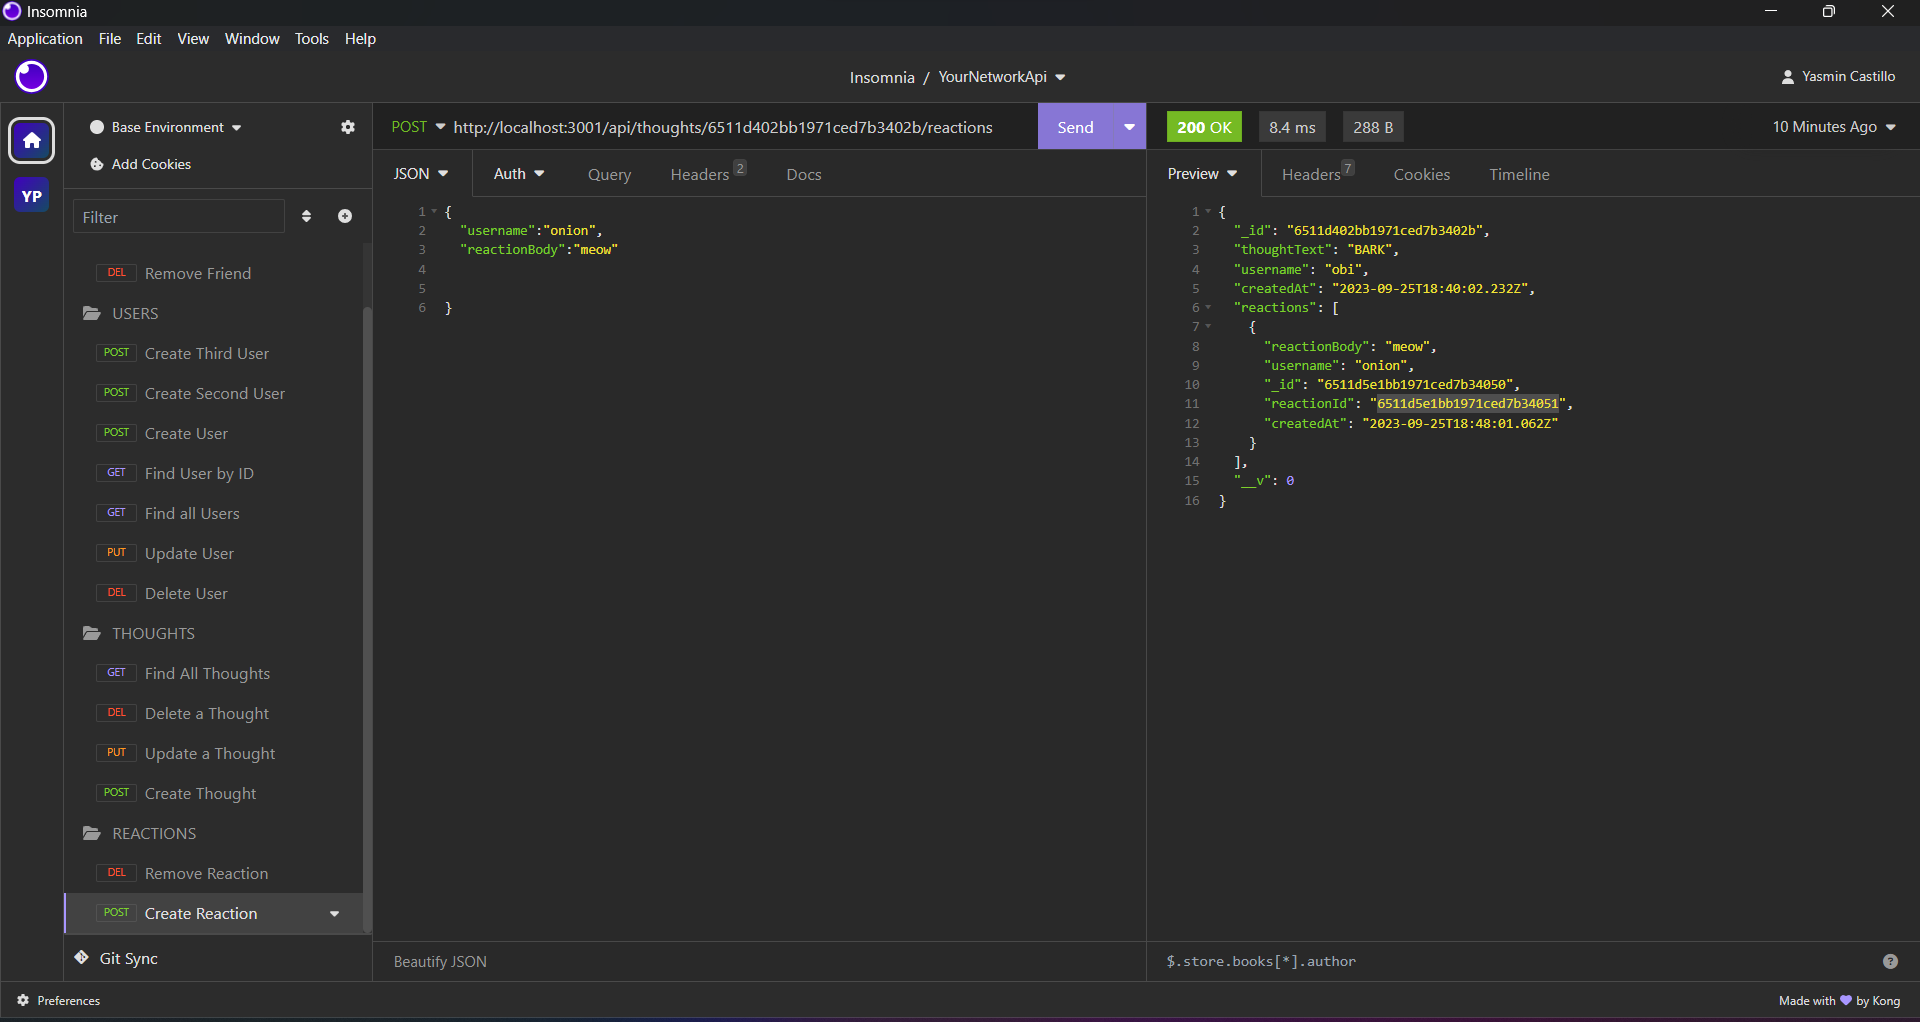 Insomnia
Application File Edit View Window Tools Help
Insomnia / YourNetworkApi
Yasmin Castillo
YP
Base Environment
Add Cookies
Filter
DEL Remove Friend
USERS
POST Create Third User
POST Create Second User
POST Create User
GET Find User by ID
GET Find all Users
PUT Update User
DEL Delete User
THOUGHTS
GET Find All Thoughts
DEL Delete a Thought
PUT Update a Thought
POST Create Thought
REACTIONS
DEL Remove Reaction
POST Create Reaction
Git Sync
POST http://localhost:3001/api/thoughts/6511d402bb1971ced7b3402b/reactions Send
JSON Auth Query Headers 2 Docs
1 {
2 "username":"onion",
3 "reactionBody":"meow"
4
5
6 }
Beautify JSON
200 OK 8.4 ms 288 B 10 Minutes Ago
Preview Headers 7 Cookies Timeline
1 {
2 "_id": "6511d402bb1971ced7b3402b",
3 "thoughtText": "BARK",
4 "username": "obi",
5 "createdAt": "2023-09-25T18:40:02.232Z",
6 "reactions": [
7 {
8 "reactionBody": "meow",
9 "username": "onion",
10 "_id": "6511d5e1bb1971ced7b34050",
11 "reactionId": "6511d5e1bb1971ced7b34051",
12 "createdAt": "2023-09-25T18:48:01.062Z"
13 }
14 ],
15 "__v": 0
16 }
$.store.books[*].author
?
Preferences
Made with 💜 by Kong